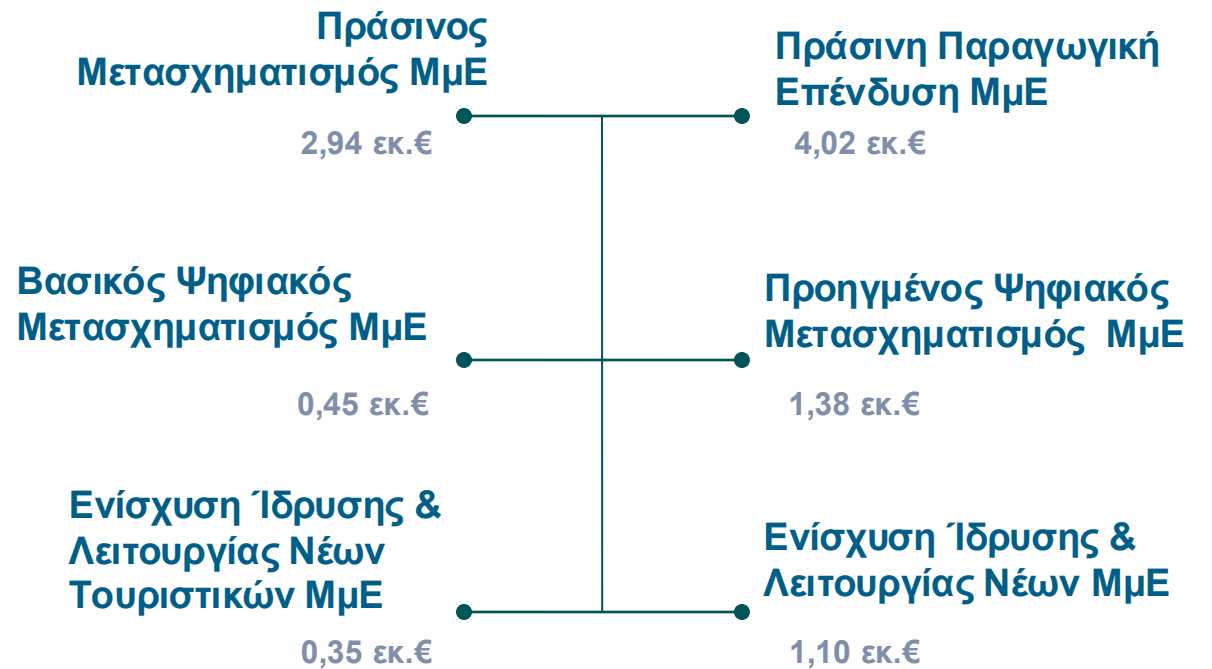 Πράσινος
Μετασχηματισμός ΜμΕ
2,94 εκ.€
Πράσινη Παραγωγική
Επένδυση ΜμΕ
4,02 εκ.€
Βασικός Ψηφιακός
Μετασχηματισμός ΜμΕ
0,45 εκ.€
Προηγμένος Ψηφιακός
Μετασχηματισμός  ΜμΕ
1,38 εκ.€
Ενίσχυση Ίδρυσης &
Λειτουργίας Νέων
Τουριστικών ΜμΕ
0,35 εκ.€
Ενίσχυση Ίδρυσης &
Λειτουργίας Νέων ΜμΕ
1,10 εκ.€